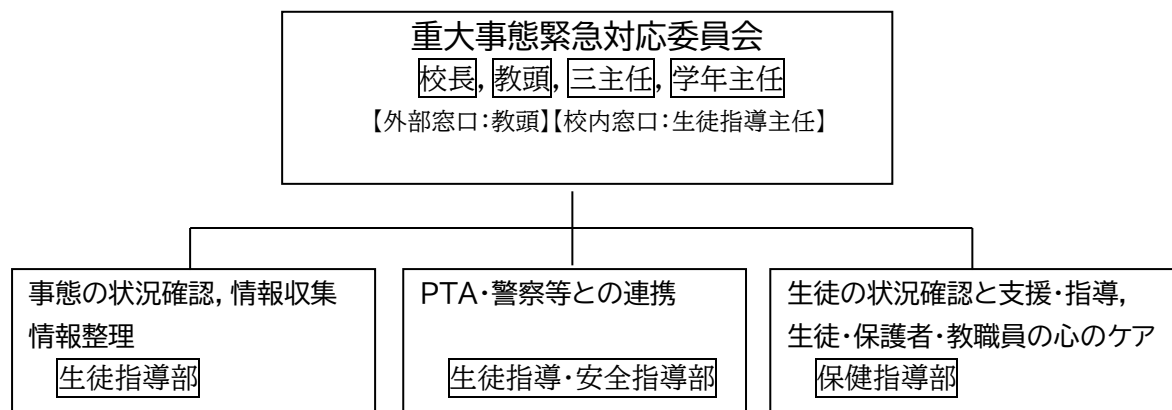 重大事態緊急対応委員会
校長, 教頭, 三主任, 学年主任
【外部窓口：教頭】【校内窓口：生徒指導主任】
事態の状況確認, 情報収集
情報整理
生徒指導部
PTA・警察等との連携
生徒指導・安全指導部
生徒の状況確認と支援・指導,
生徒・保護者・教職員の心のケア
保健指導部